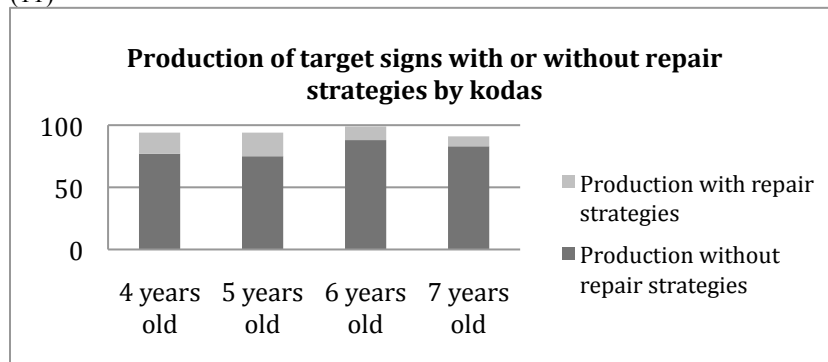 Production of target signs with or without repair
strategies by kodas
100
50
0
4 years
old
5 years
old
6 years
old
7 years
old
Production with repair
strategies
Production without
repair strategies